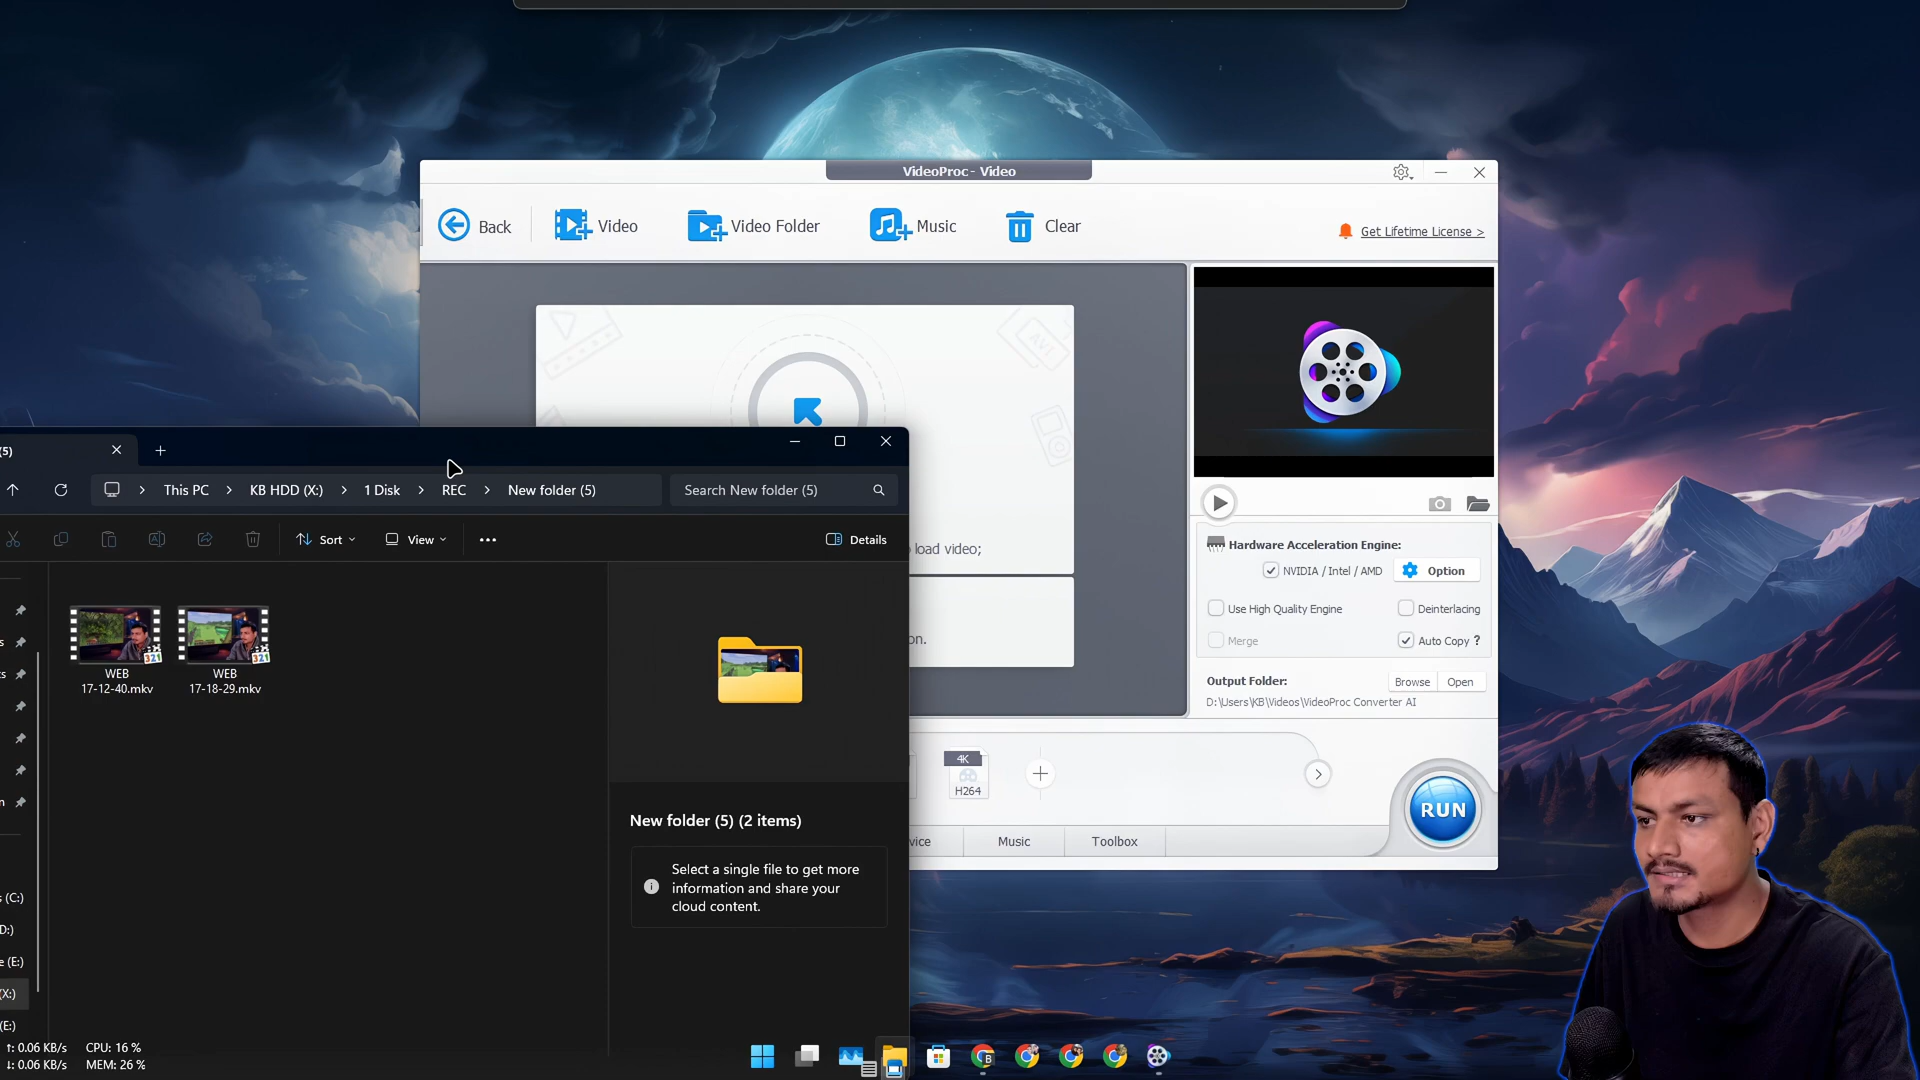 VideoProc - Video
Back
Video
Video Folder
Music
Clear
Get Lifetime License >
AVI
load video;
on.
(5)
This PC
KB HDD (X:)
1 Disk
REC
New folder (5)
Search New folder (5)
Sort
View
Details
WEB
17-12-40.mkv
WEB
17-18-29.mkv
321
321
New folder (5) (2 items)
Select a single file to get more
information and share your
cloud content.
s
s (C:)
D:)
e (E:)
(X:)
(E:)
Hardware Acceleration Engine:
NVIDIA / Intel / AMD
Option
Use High Quality Engine
Deinterlacing
Merge
Auto Copy ?
Output Folder:
Browse
Open
D:\Users\KB\Videos\VideoProc Converter AI
4K
H264
RUN
vice
Music
Toolbox
↑: 0.06 KB/s
CPU: 16 %
↓: 0.06 KB/s
MEM: 26 %
B